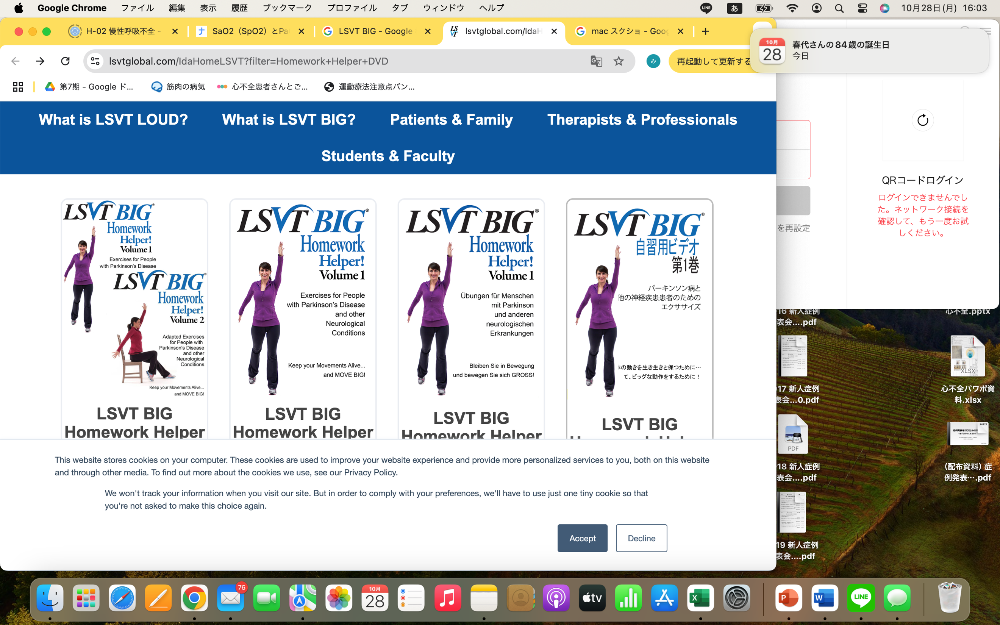 Google Chrome ファイル 編集 表示 履歴 ブックマーク プロファイル タブ ウィンドウ ヘルプ
LINE あ 10月28日(月) 16:03
H-02 慢性呼吸不全 -
SaO2（SpO2）とPa
LSVT BIG - Google
lsvtglobal.com/IdaH
mac スクショ - Goog
lsvtglobal.com/IdaHomeLSVT?filter=Homework+Helper+DVD
み
再起動して更新する
10月
28
春代さんの84歳の誕生日
今日
第7期 - Google ド...
筋肉の病気
心不全患者さんとご...
運動療法注意点パン...
What is LSVT LOUD?
What is LSVT BIG?
Patients & Family
Therapists & Professionals
Students & Faculty
LSVT BIG®
Homework
Helper!
Volume 1
Exercises for People
with Parkinson's Disease
LSVT BIG®
Homework
Helper!
Volume 2
Adapted Exercises
for People with
Parkinson's Disease
and other
Neurological
Conditions
Keep your Movements Alive...
and MOVE BIG!
LSVT BIG
Homework Helper
LSVT BIG®
Homework
Helper!
Volume 1
Exercises for People
with Parkinson's Disease
and other
Neurological
Conditions
Keep your Movements Alive...
and MOVE BIG!
LSVT BIG
Homework Helper
LSVT BIG®
Homework
Helper!
Volume 1
Übungen für Menschen
mit Parkinson
und anderen
neurologischen
Erkrankungen
Bleiben Sie in Bewegung
und bewegen Sie sich GROSS!
LSVT BIG
Homework Helper
LSVT BIG®
自習用ビデオ
第1巻
パーキンソン病と
他の神経疾患患者のための
エクササイズ
の動きを生き生きと保つために…
て、ビッグな動作をするために！
LSVT BIG
This website stores cookies on your computer. These cookies are used to improve your website experience and provide more personalized services to you, both on this website
and through other media. To find out more about the cookies we use, see our Privacy Policy.
We won't track your information when you visit our site. But in order to comply with your preferences, we'll have to use just one tiny cookie so that
you're not asked to make this choice again.
Accept
Decline
QRコードログイン
ログインできませんでし
た。ネットワーク接続を
確認して、もう一度お試
しください。
を再設定
16 新人症例
表会....pdf
心不全.pptx
17 新人症例
表会...0.pdf
XLSX
心不全パワポ資
料.xlsx
PDF
18 新人症例
表会....pdf
（配布資料）症
例発表….pdf
19 新人症例
表会....pdf
76
10月
28
tv
X
P
W
LINE